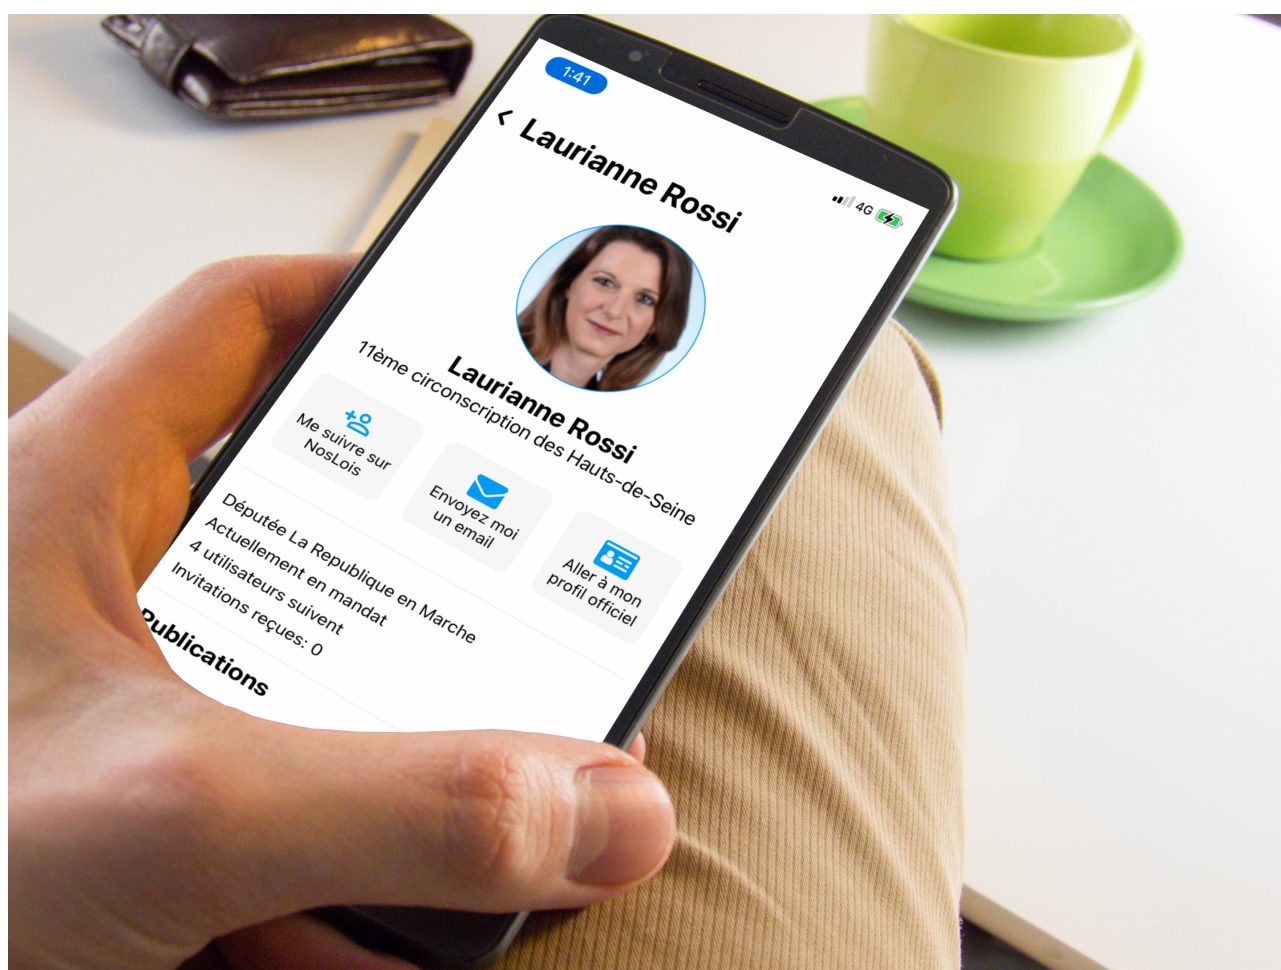 1:41
4G
Laurianne Rossi
Laurianne Rossi
11ème circonscription des Hauts-de-Seine
Me suivre sur
NosLois
Envoyez moi
un email
Aller à mon
profil officiel
Députée La Republique en Marche
Actuellement en mandat
4 utilisateurs suivent
Invitations reçues: 0
Publications